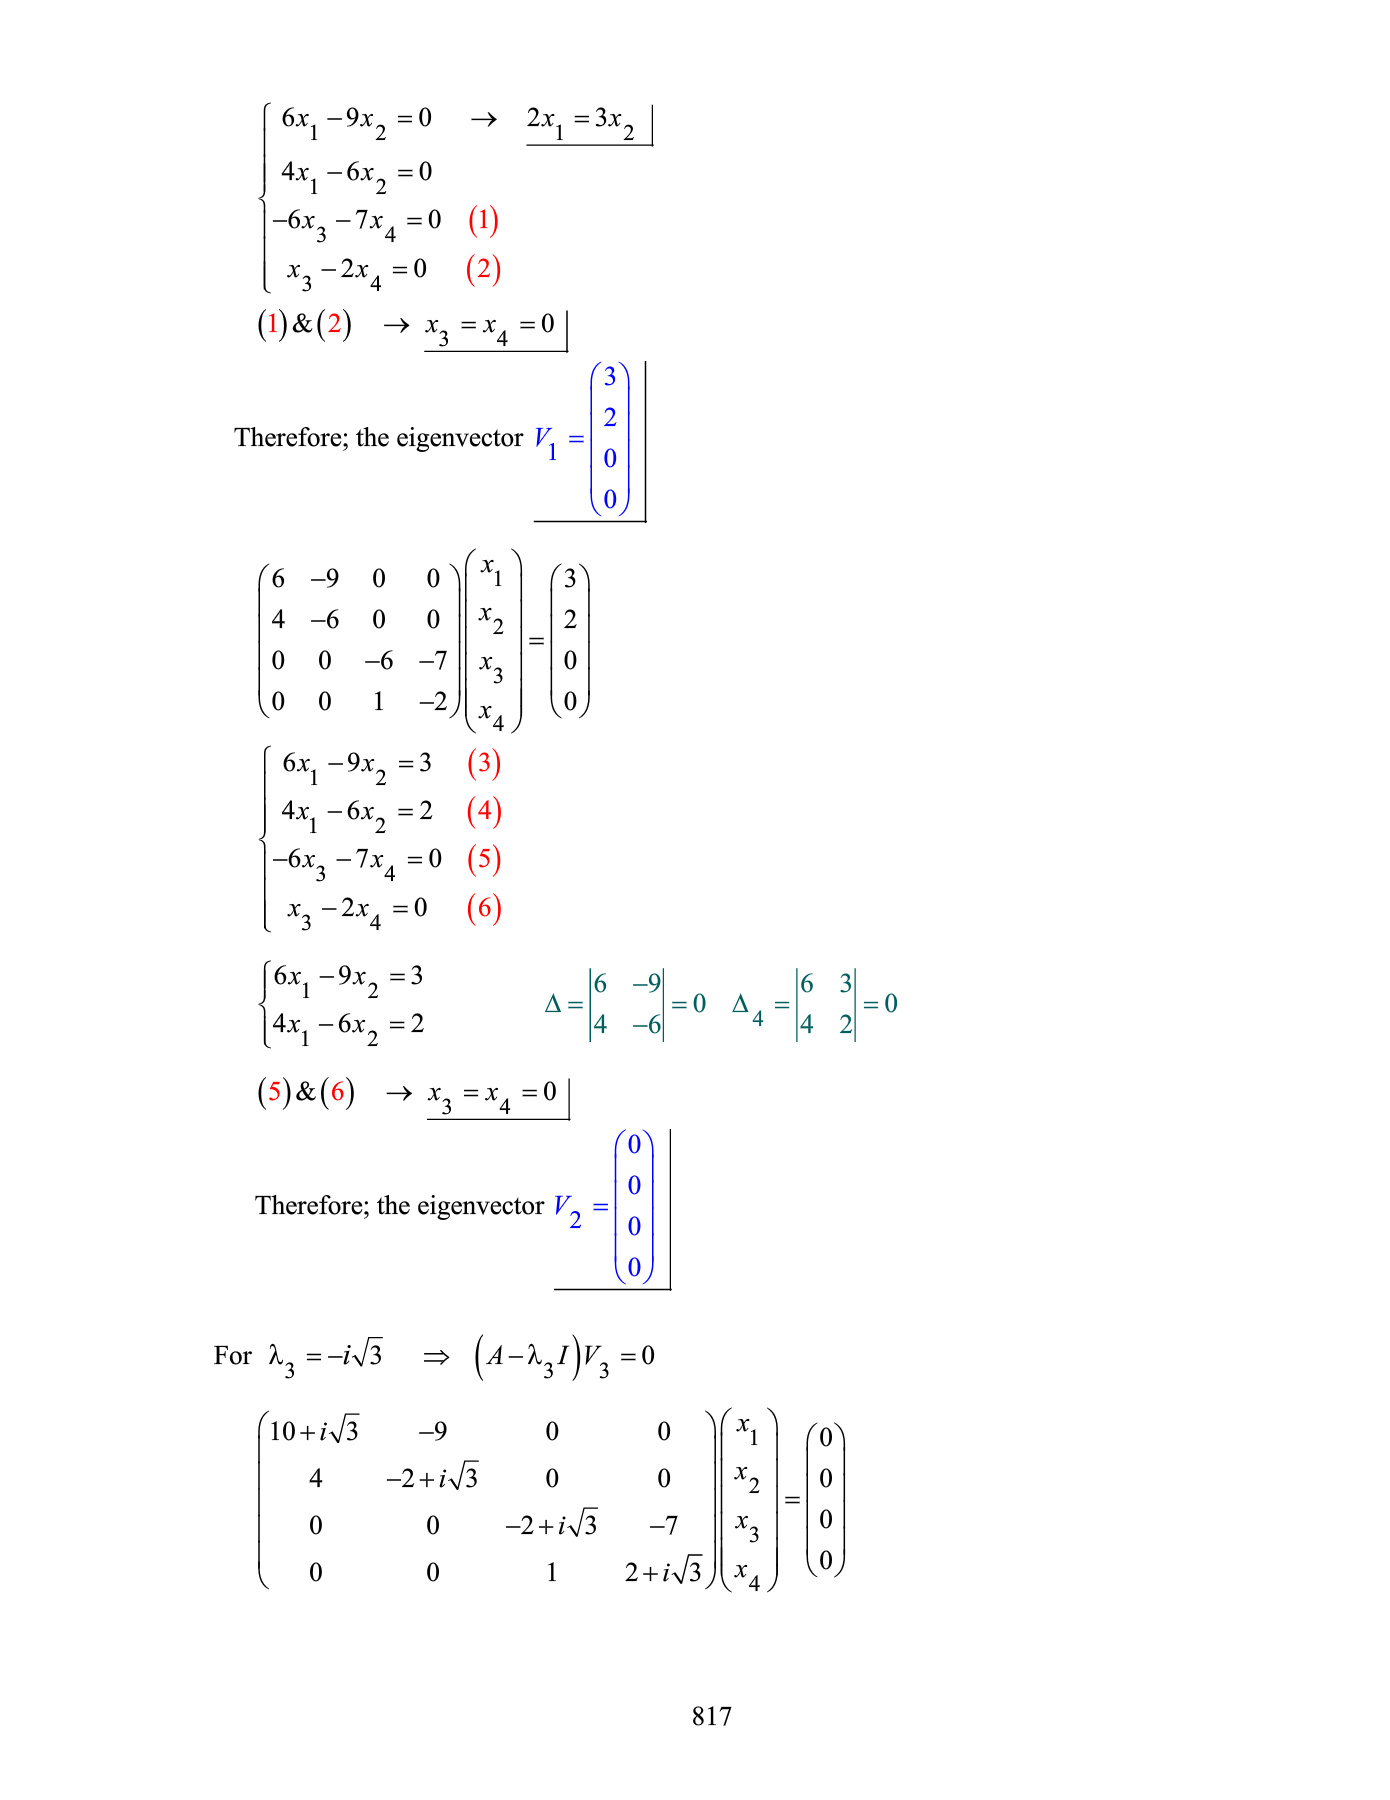 6x₁ − 9x₂ = 0 → 2x₁ = 3x₂
4x₁ − 6x₂ = 0
−6x₃ − 7x₄ = 0 (1)
x₃ − 2x₄ = 0 (2)
(1) & (2) → x₃ = x₄ = 0
Therefore; the eigenvector V₁ = (3 2 0 0)
(6 −9 0 0; 4 −6 0 0; 0 0 −6 −7; 0 0 1 −2) (x₁ x₂ x₃ x₄) = (3 2 0 0)
6x₁ − 9x₂ = 3 (3)
4x₁ − 6x₂ = 2 (4)
−6x₃ − 7x₄ = 0 (5)
x₃ − 2x₄ = 0 (6)
6x₁ − 9x₂ = 3
4x₁ − 6x₂ = 2
Δ = |6 −9; 4 −6| = 0 Δ₄ = |6 3; 4 2| = 0
(5) & (6) → x₃ = x₄ = 0
Therefore; the eigenvector V₂ = (0 0 0 0)
For λ₃ = −i√3 ⇒ (A − λ₃I)V₃ = 0
(10 + i√3 −9 0 0; 4 −2 + i√3 0 0; 0 0 −2 + i√3 −7; 0 0 1 2 + i√3) (x₁ x₂ x₃ x₄) = (0 0 0 0)
817